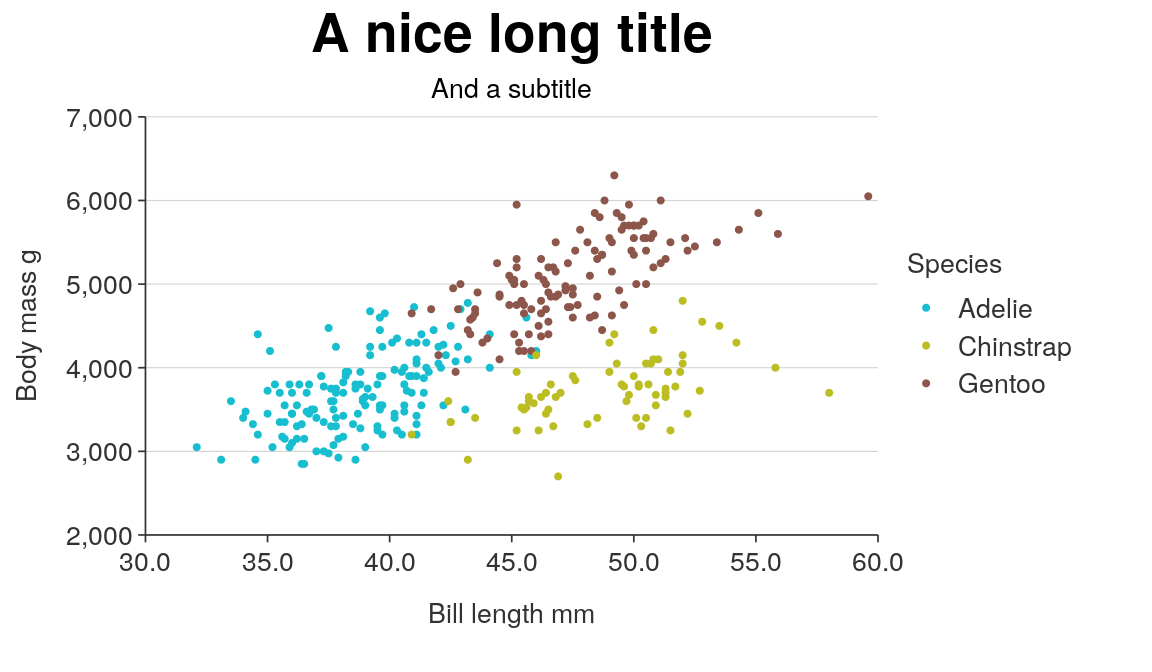 A nice long title
And a subtitle
7,000
6,000
5,000
4,000
3,000
2,000
Body mass g
30.0 35.0 40.0 45.0 50.0 55.0 60.0
Bill length mm
Species
Adelie
Chinstrap
Gentoo